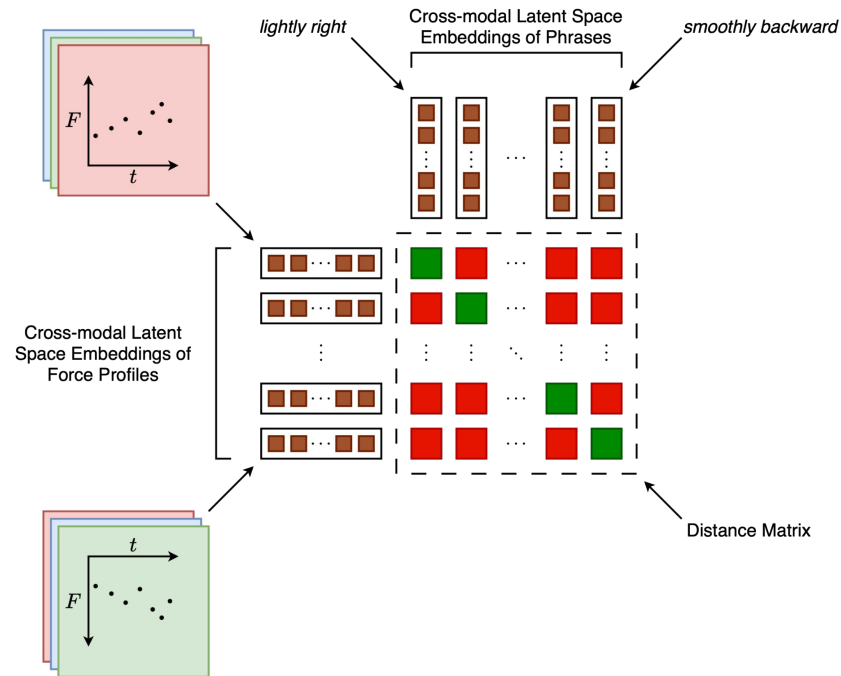 Cross-modal Latent Space
Embeddings of Phrases
lightly right
smoothly backward
F
t
Cross-modal Latent
Space Embeddings of
Force Profiles
t
F
Distance Matrix